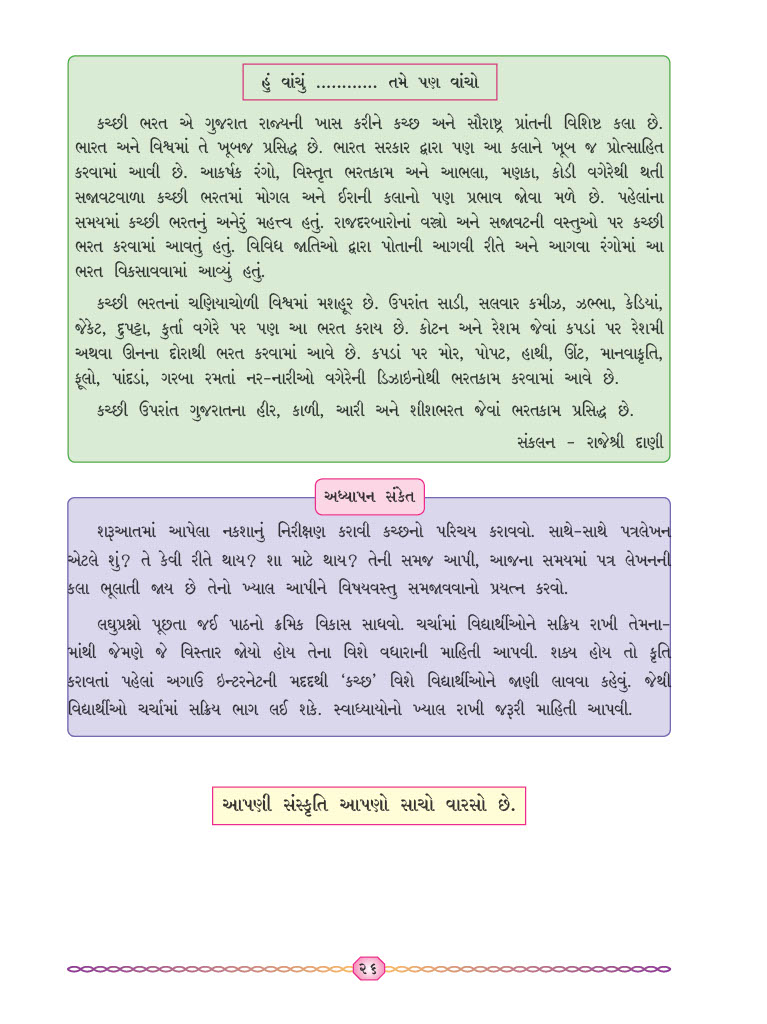 હું વાંચું ............ તમે પણ વાંચો
કચ્છી ભરત એ ગુજરાત રાજ્યની ખાસ કરીને કચ્છ અને સૌરાષ્ટ્ર પ્રાંતની વિશિષ્ટ કલા છે.
ભારત અને વિશ્વમાં તે ખૂબજ પ્રસિદ્ધ છે. ભારત સરકાર દ્વારા પણ આ કલાને ખૂબ જ પ્રોત્સાહિત
કરવામાં આવી છે. આકર્ષક રંગો, વિસ્તૃત ભરતકામ અને આભલા, મણકા, કોડી વગેરેથી થતી
સજાવટવાળા કચ્છી ભરતમાં મોગલ અને ઈરાની કલાનો પણ પ્રભાવ જોવા મળે છે. પહેલાંના
સમયમાં કચ્છી ભરતનું અનેરું મહત્ત્વ હતું. રાજદરબારોનાં વસ્ત્રો અને સજાવટની વસ્તુઓ પર કચ્છી
ભરત કરવામાં આવતું હતું. વિવિધ જાતિઓ દ્વારા પોતાની આગવી રીતે અને આગવા રંગોમાં આ
ભરત વિકસાવવામાં આવ્યું હતું.
કચ્છી ભરતનાં ચણિયાચોળી વિશ્વમાં મશહૂર છે. ઉપરાંત સાડી, સલવાર કમીઝ, ઝભ્ભા, કેડિયાં,
જેકેટ, દુપટ્ટા, કુર્તા વગેરે પર પણ આ ભરત કરાય છે. કોટન અને રેશમ જેવાં કપડાં પર રેશમી
અથવા ઊનના દોરાથી ભરત કરવામાં આવે છે. કપડાં પર મોર, પોપટ, હાથી, ઊંટ, માનવાકૃતિ,
ફૂલો, પાંદડાં, ગરબા રમતાં નર-નારીઓ વગેરેની ડિઝાઇનોથી ભરતકામ કરવામાં આવે છે.
કચ્છી ઉપરાંત ગુજરાતના હીર, કાળી, આરી અને શીશભરત જેવાં ભરતકામ પ્રસિદ્ધ છે.
સંકલન - રાજેશ્રી દાણી
અધ્યાપન સંકેત
શરૂઆતમાં આપેલા નકશાનું નિરીક્ષણ કરાવી કચ્છનો પરિચય કરાવવો. સાથે-સાથે પત્રલેખન
એટલે શું? તે કેવી રીતે થાય? શા માટે થાય? તેની સમજ આપી, આજના સમયમાં પત્ર લેખનની
કલા ભૂલાતી જાય છે તેનો ખ્યાલ આપીને વિષયવસ્તુ સમજાવવાનો પ્રયત્ન કરવો.
લઘુપ્રશ્નો પૂછતા જઈ પાઠનો ક્રમિક વિકાસ સાધવો. ચર્ચામાં વિદ્યાર્થીઓને સક્રિય રાખી તેમના-
માંથી જેમણે જે વિસ્તાર જોયો હોય તેના વિશે વધારાની માહિતી આપવી. શક્ય હોય તો કૃતિ
કરાવતાં પહેલાં અગાઉ ઇન્ટરનેટની મદદથી ‘કચ્છ’ વિશે વિદ્યાર્થીઓને જાણી લાવવા કહેવું. જેથી
વિદ્યાર્થીઓ ચર્ચામાં સક્રિય ભાગ લઈ શકે. સ્વાધ્યાયોનો ખ્યાલ રાખી જરૂરી માહિતી આપવી.
આપણી સંસ્કૃતિ આપણો સાચો વારસો છે.
૨૬